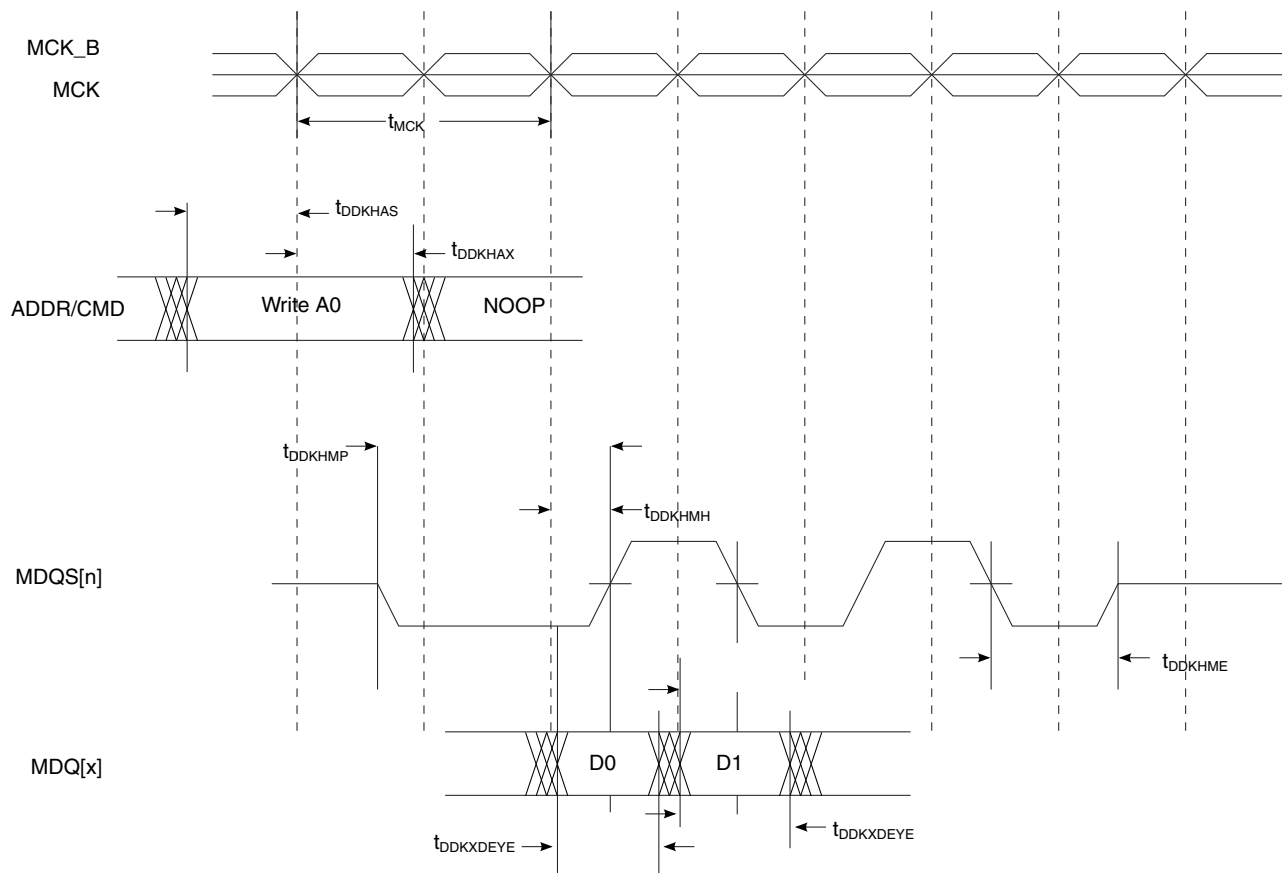 MCK_B
MCK
tMCK
tDDKHAS
tDDKHAX
ADDR/CMD
Write A0
NOOP
tDDKHMP
tDDKHMH
MDQS[n]
tDDKHME
MDQ[x]
D0
D1
tDDKXDEYE
tDDKXDEYE